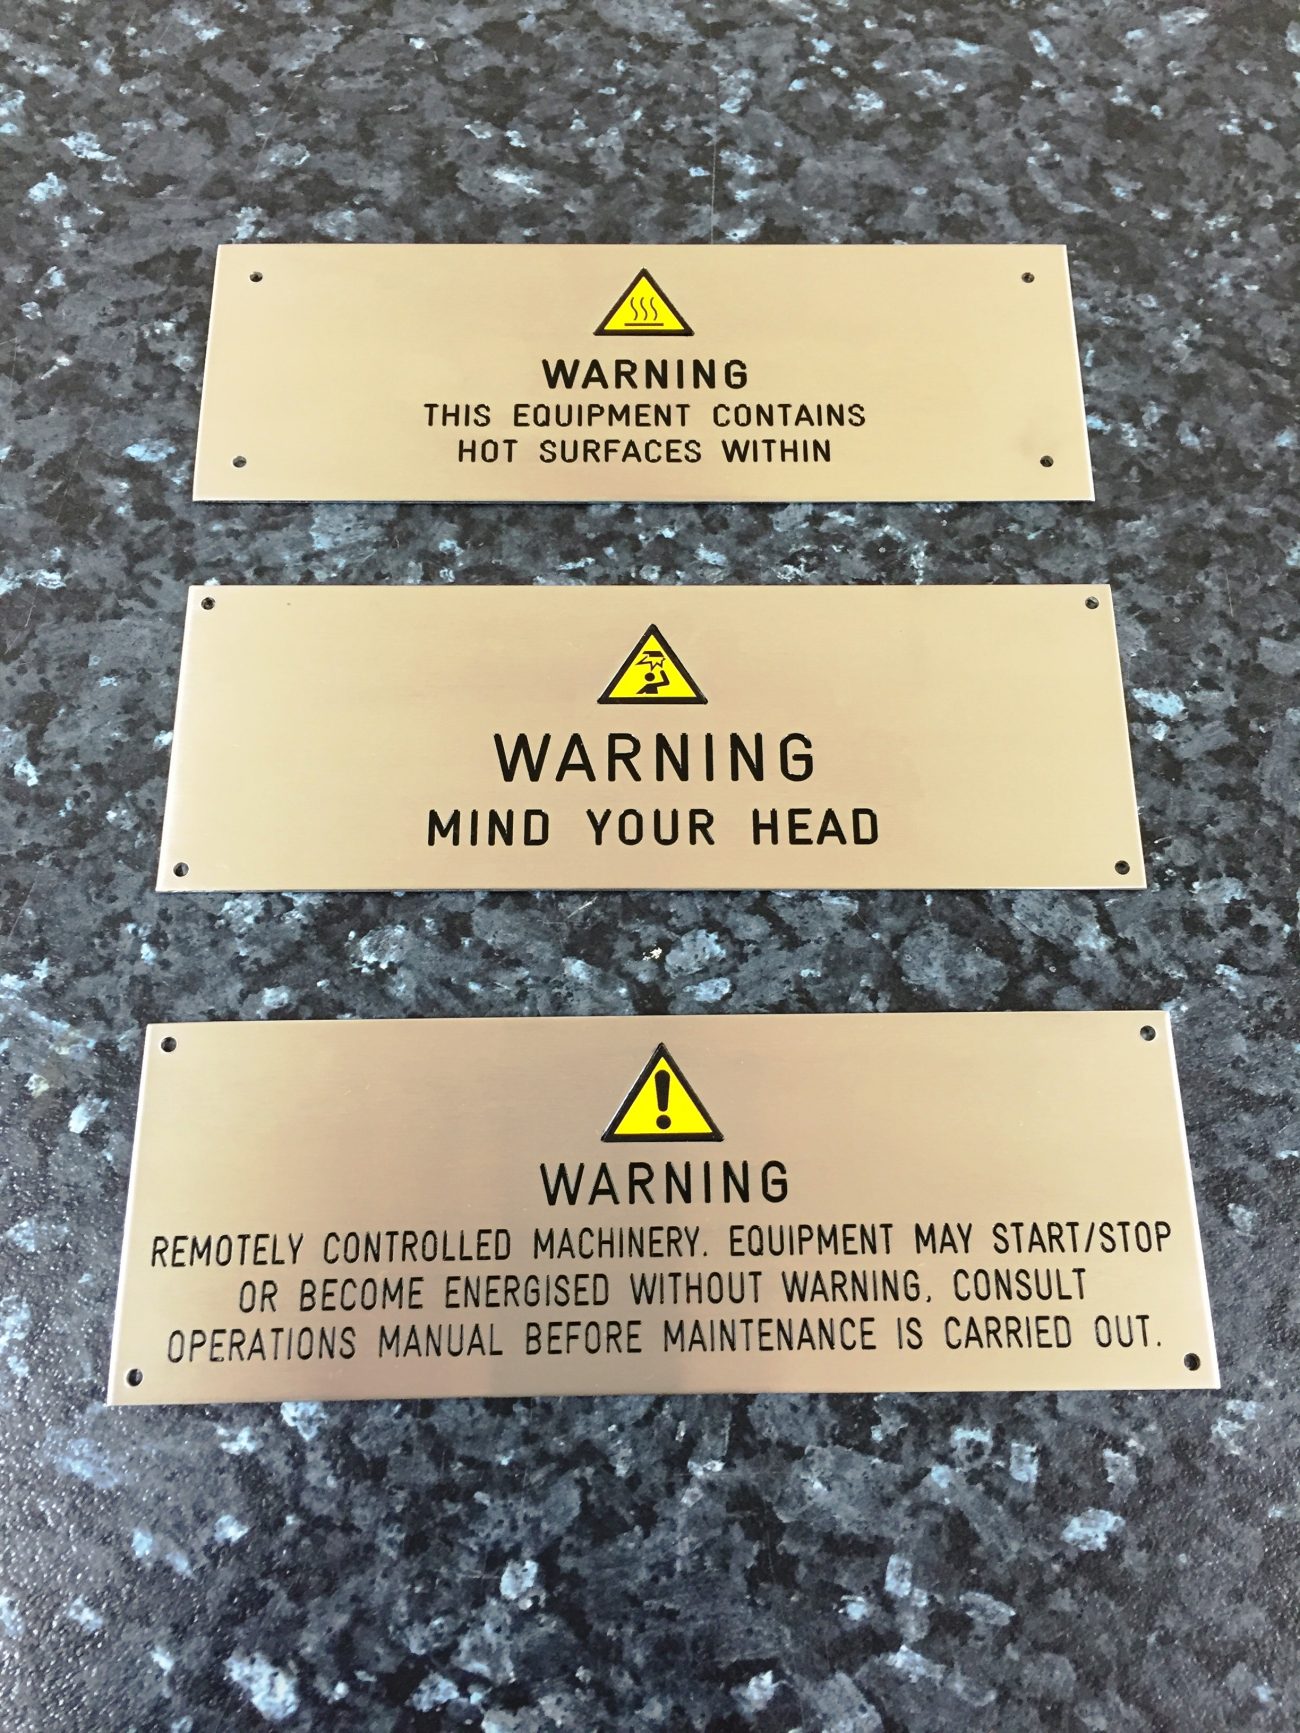 WARNING
THIS EQUIPMENT CONTAINS
HOT SURFACES WITHIN
WARNING
MIND YOUR HEAD
WARNING
REMOTELY CONTROLLED MACHINERY. EQUIPMENT MAY START/STOP
OR BECOME ENERGISED WITHOUT WARNING, CONSULT
OPERATIONS MANUAL BEFORE MAINTENANCE IS CARRIED OUT.